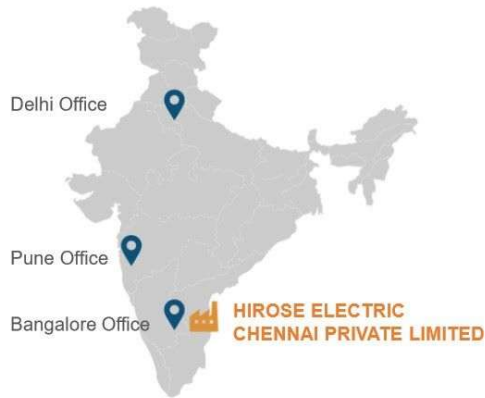 Delhi Office
Pune Office
Bangalore Office
HIROSE ELECTRIC
CHENNAI PRIVATE LIMITED